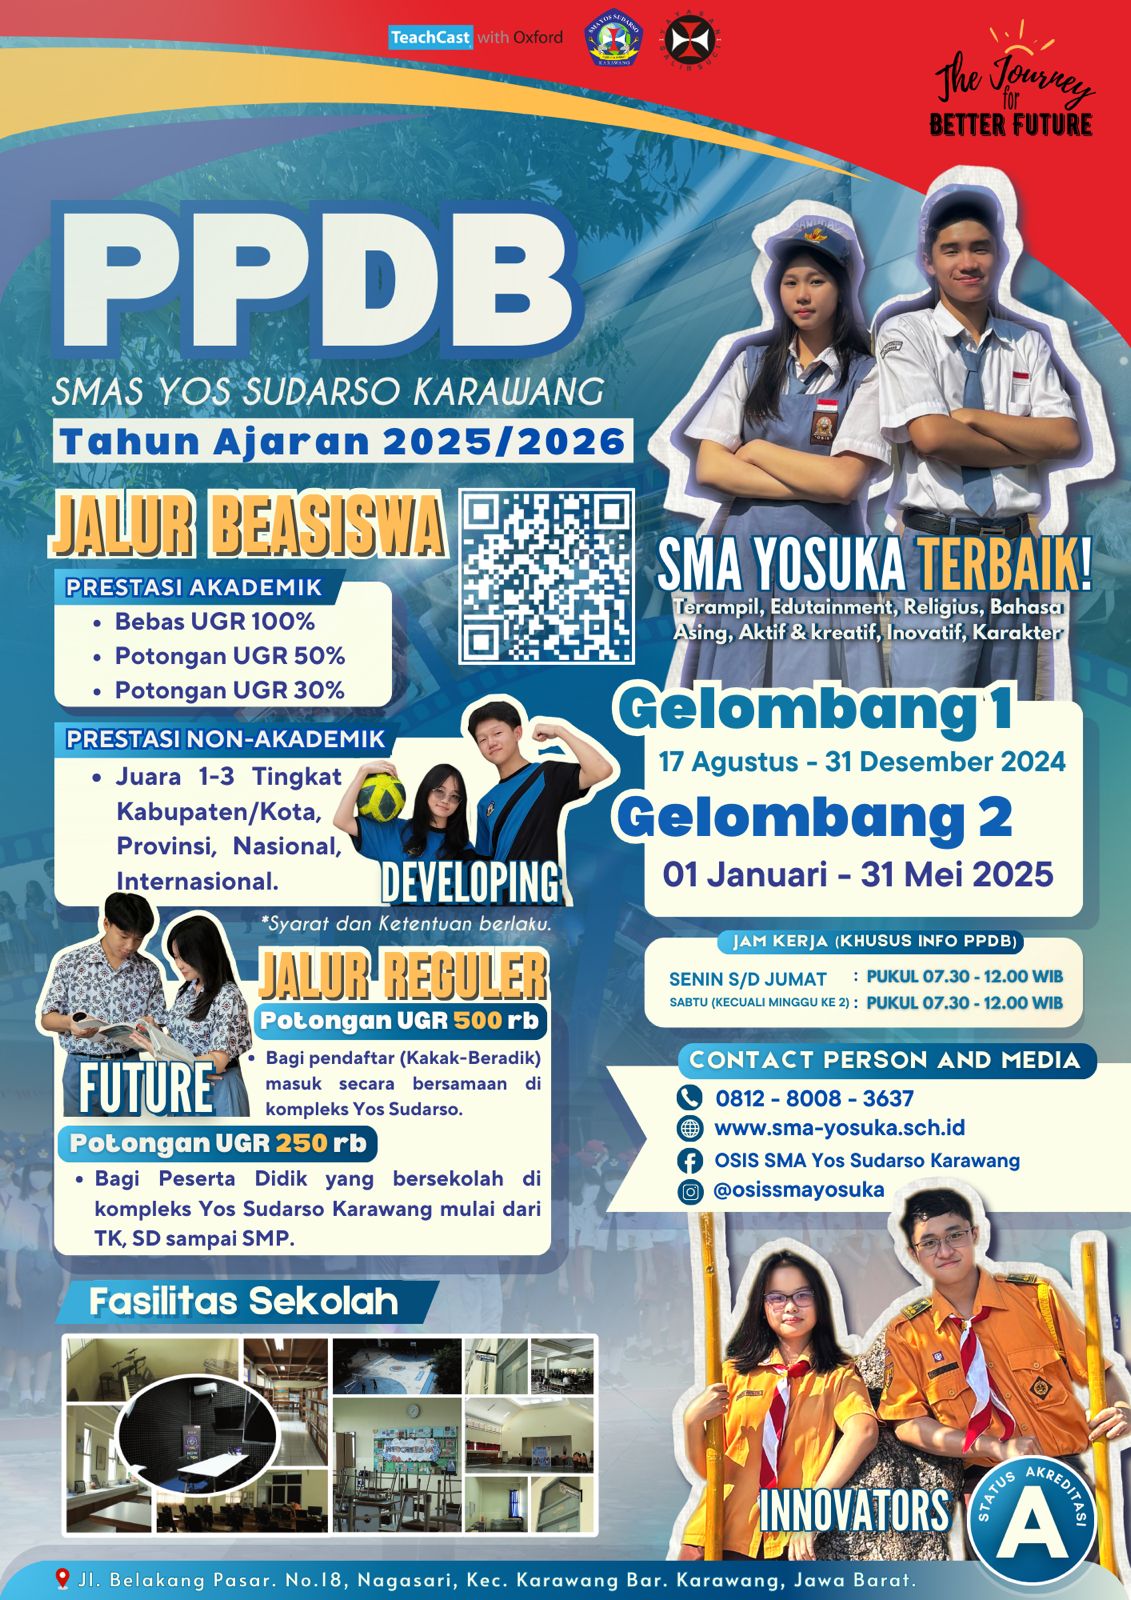 TeachCast with Oxford
SMA YOS SUDARSO
KARAWANG
YAYASAN SALIB SUCI
The Journey
for
BETTER FUTURE
PPDB
SMAS YOS SUDARSO KARAWANG
Tahun Ajaran 2025/2026
JALUR BEASISWA
PRESTASI AKADEMIK
• Bebas UGR 100%
• Potongan UGR 50%
• Potongan UGR 30%
PRESTASI NON-AKADEMIK
• Juara 1-3 Tingkat
Kabupaten/Kota,
Provinsi, Nasional,
Internasional.
DEVELOPING
*Syarat dan Ketentuan berlaku.
SMA YOSUKA TERBAIK!
Terampil, Edutainment, Religius, Bahasa
Asing, Aktif & kreatif, Inovatif, Karakter
OSIS
Gelombang 1
17 Agustus - 31 Desember 2024
Gelombang 2
01 Januari - 31 Mei 2025
JAM KERJA (KHUSUS INFO PPDB)
SENIN S/D JUMAT : PUKUL 07.30 - 12.00 WIB
SABTU (KECUALI MINGGU KE 2) : PUKUL 07.30 - 12.00 WIB
JALUR REGULER
Potongan UGR 500 rb
• Bagi pendaftar (Kakak-Beradik)
masuk secara bersamaan di
kompleks Yos Sudarso.
FUTURE
Potongan UGR 250 rb
• Bagi Peserta Didik yang bersekolah di
kompleks Yos Sudarso Karawang mulai dari
TK, SD sampai SMP.
CONTACT PERSON AND MEDIA
0812 - 8008 - 3637
www.sma-yosuka.sch.id
OSIS SMA Yos Sudarso Karawang
@osissmayosuka
Fasilitas Sekolah
INNOVATORS
STATUS AKREDITASI
A
Jl. Belakang Pasar. No.18, Nagasari, Kec. Karawang Bar. Karawang, Jawa Barat.